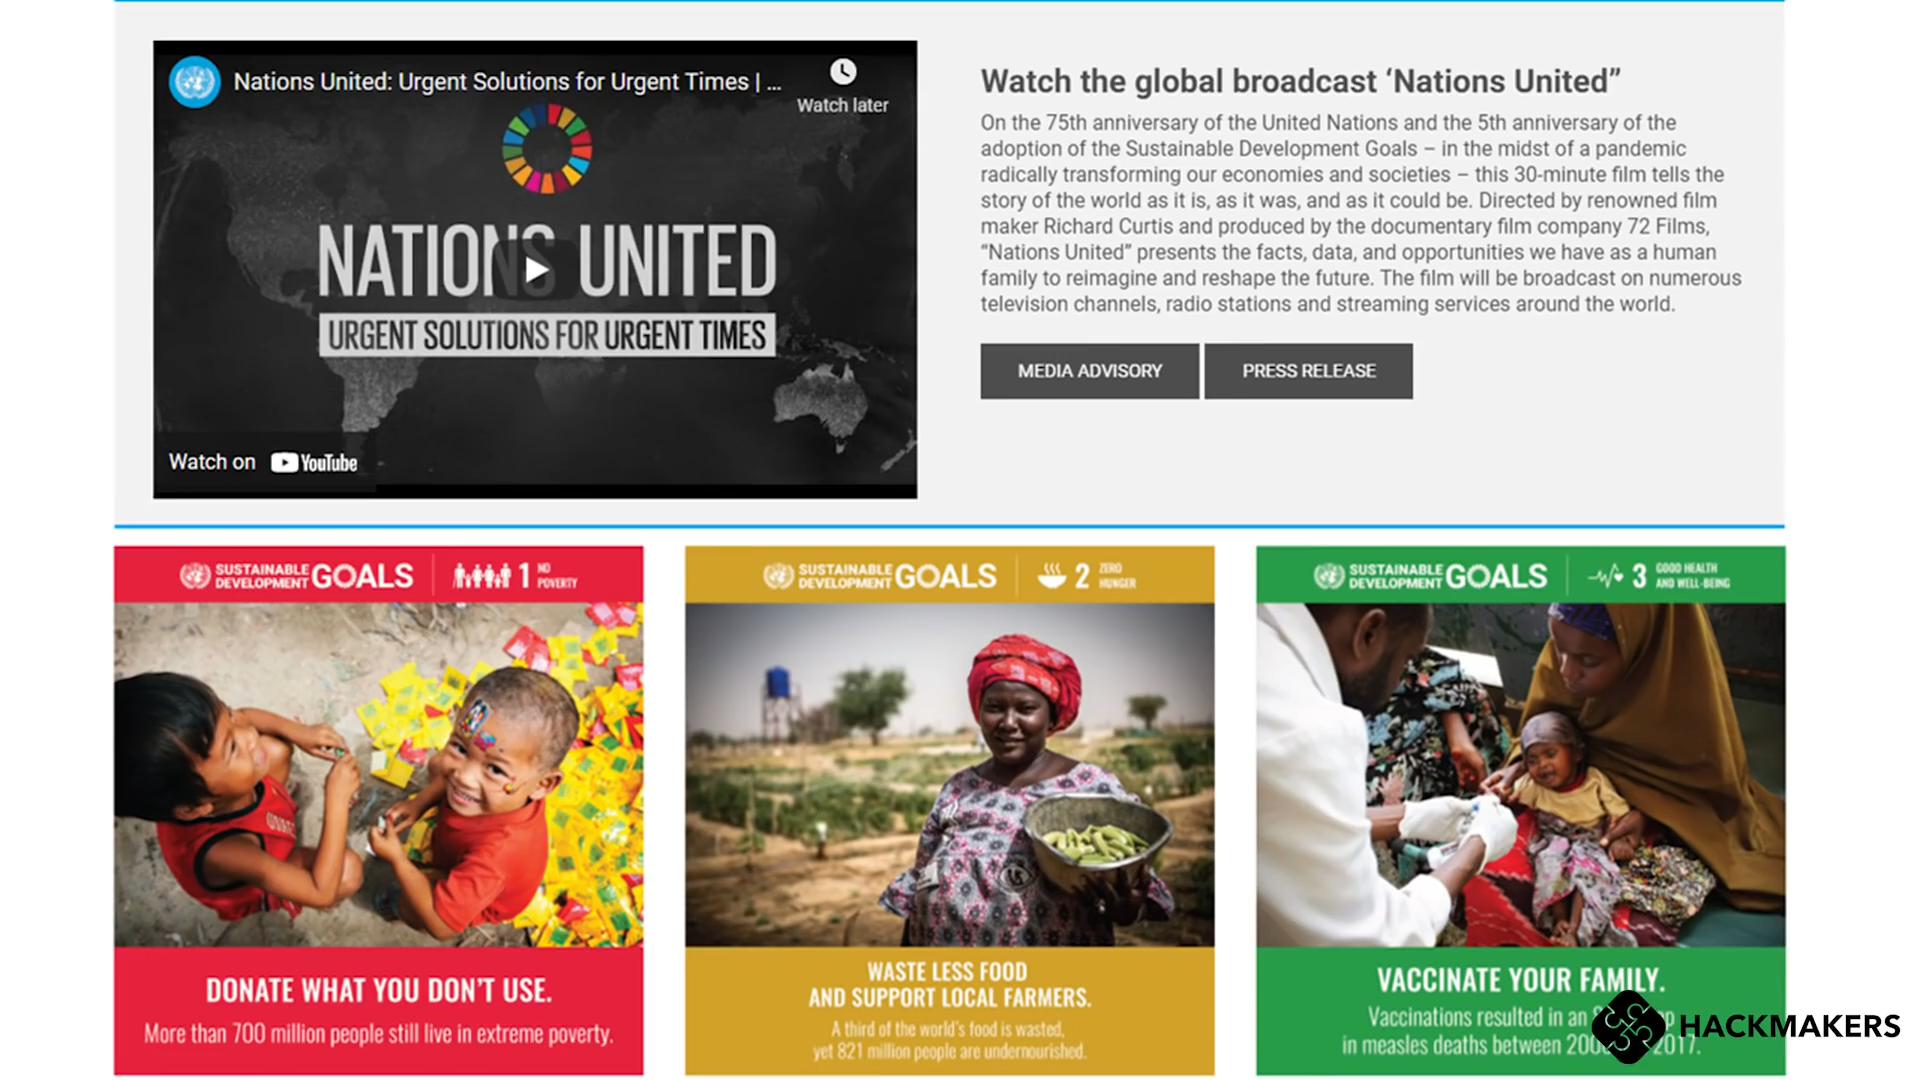 Nations United: Urgent Solutions for Urgent Times | ...
Watch later
NATIONS UNITED
URGENT SOLUTIONS FOR URGENT TIMES
Watch on YouTube
Watch the global broadcast ‘Nations United”
On the 75th anniversary of the United Nations and the 5th anniversary of the
adoption of the Sustainable Development Goals – in the midst of a pandemic
radically transforming our economies and societies – this 30-minute film tells the
story of the world as it is, as it was, and as it could be. Directed by renowned film
maker Richard Curtis and produced by the documentary film company 72 Films,
“Nations United” presents the facts, data, and opportunities we have as a human
family to reimagine and reshape the future. The film will be broadcast on numerous
television channels, radio stations and streaming services around the world.
MEDIA ADVISORY
PRESS RELEASE
SUSTAINABLE
DEVELOPMENT GOALS
1 NO
POVERTY
DONATE WHAT YOU DON'T USE.
More than 700 million people still live in extreme poverty.
SUSTAINABLE
DEVELOPMENT GOALS
2 ZERO
HUNGER
WASTE LESS FOOD
AND SUPPORT LOCAL FARMERS.
A third of the world's food is wasted,
yet 821 million people are undernourished.
SUSTAINABLE
DEVELOPMENT GOALS
3 GOOD HEALTH
AND WELL-BEING
VACCINATE YOUR FAMILY.
Vaccinations resulted in an
in measles deaths between 2017.
HACKMAKERS